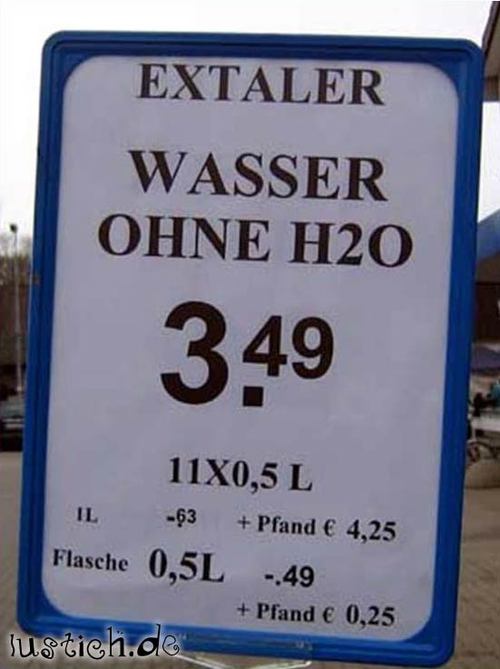 EXTALER
WASSER
OHNE H2O
3.49
11X0,5 L
1L -63 + Pfand € 4,25
Flasche 0,5L -.49
+ Pfand € 0,25
lustich.de